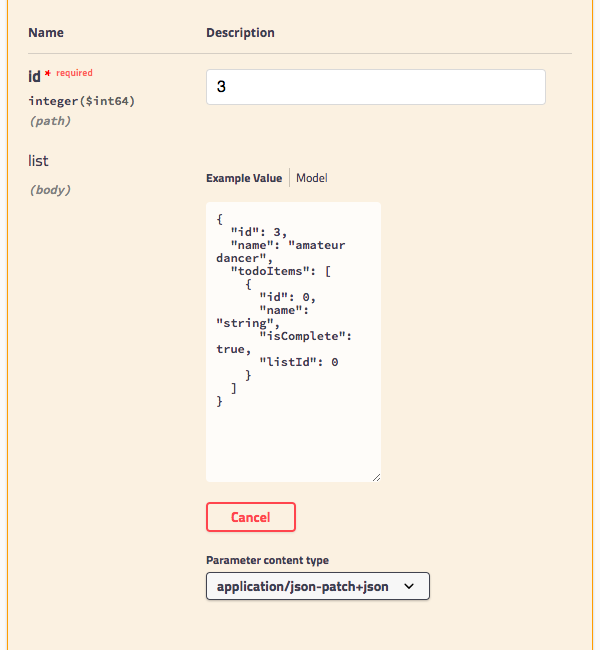 Name Description
id * required
3
integer($int64)
(path)
list
(body)
Example Value Model
{
"id": 3,
"name": "amateur
dancer",
"todoItems": [
{
"id": 0,
"name":
"string",
"isComplete":
true,
"listId": 0
}
]
}
Cancel
Parameter content type
application/json-patch+json